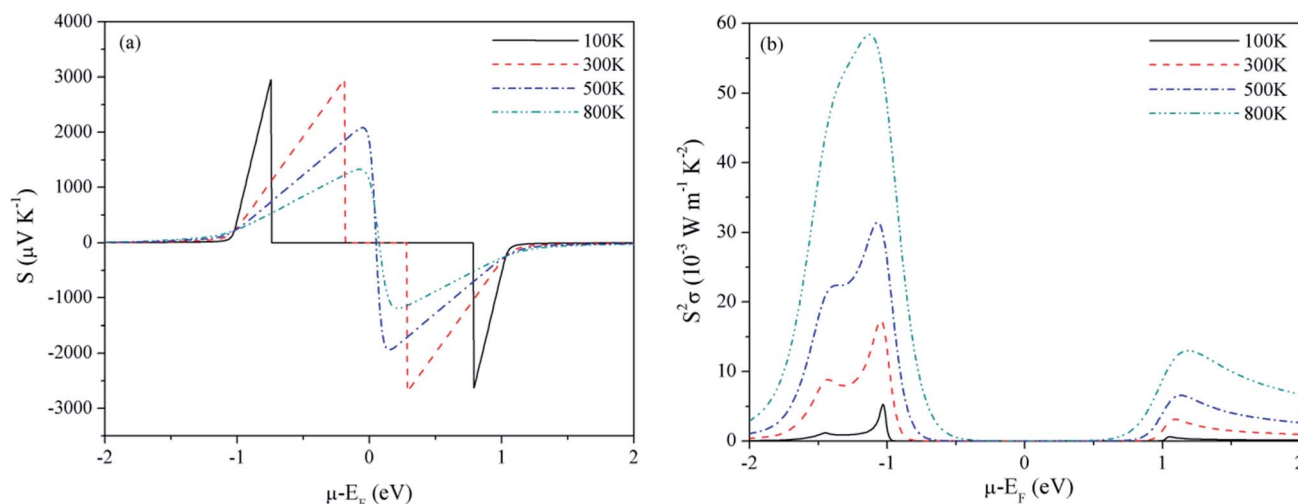 (a)
100K
300K
500K
800K
4000
3000
2000
1000
0
-1000
-2000
-3000
S (μV K⁻¹)
-2
-1
0
1
2
μ-E_F (eV)
(b)
100K
300K
500K
800K
60
50
40
30
20
10
0
S²σ (10⁻³ W m⁻¹ K⁻²)
-2
-1
0
1
2
μ-E_F (eV)